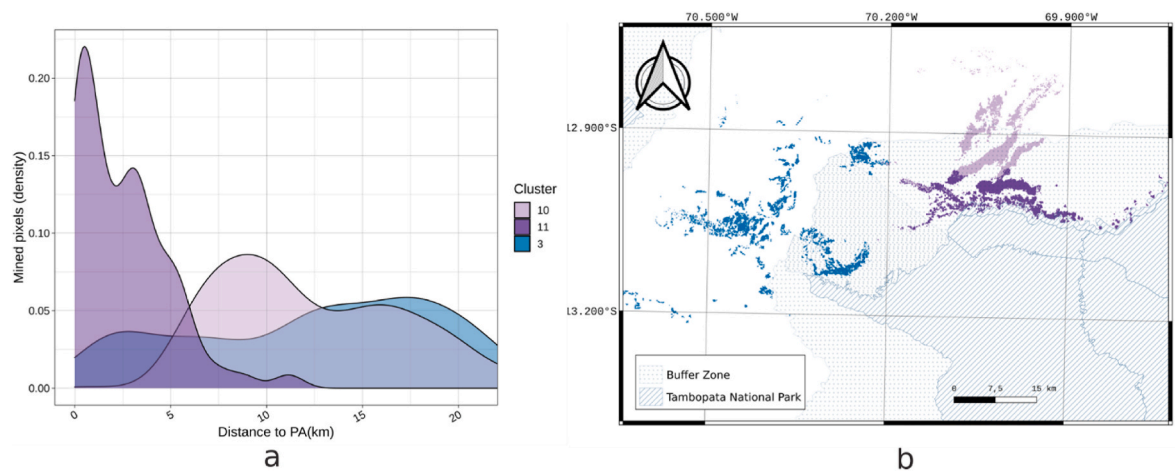 0.20
0.15
0.10
0.05
0.00
Mined pixels (density)
0
5
10
15
20
Distance to PA(km)
Cluster
10
11
3
a
70.500°W
70.200°W
69.900°W
12.900°S
13.200°S
Buffer Zone
Tambopata National Park
0 7,5 15 km
b